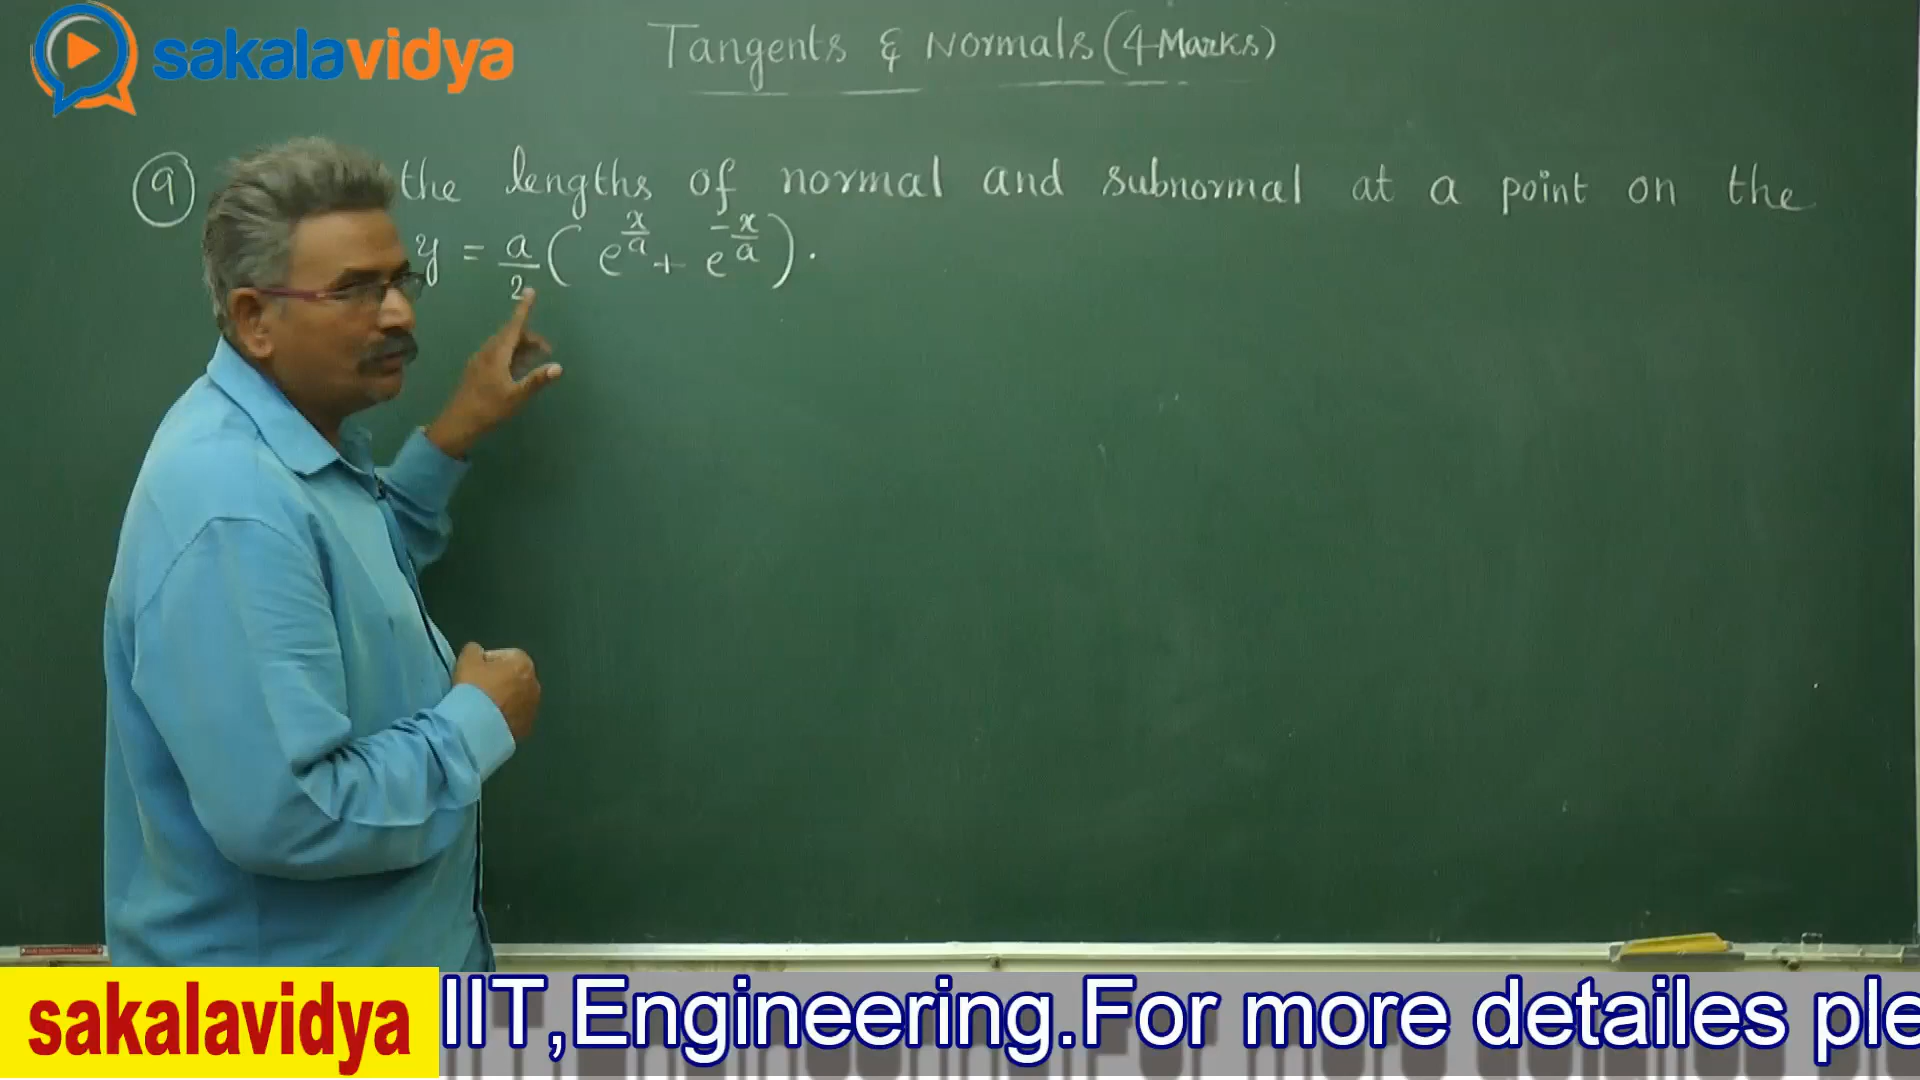 sakalavidya
Tangents & Normals (4 Marks)
9 the lengths of normal and subnormal at a point on the
y = a/2 ( e^{x/a} + e^{-x/a} ) .
sakalavidya IIT,Engineering.For more detailes ple